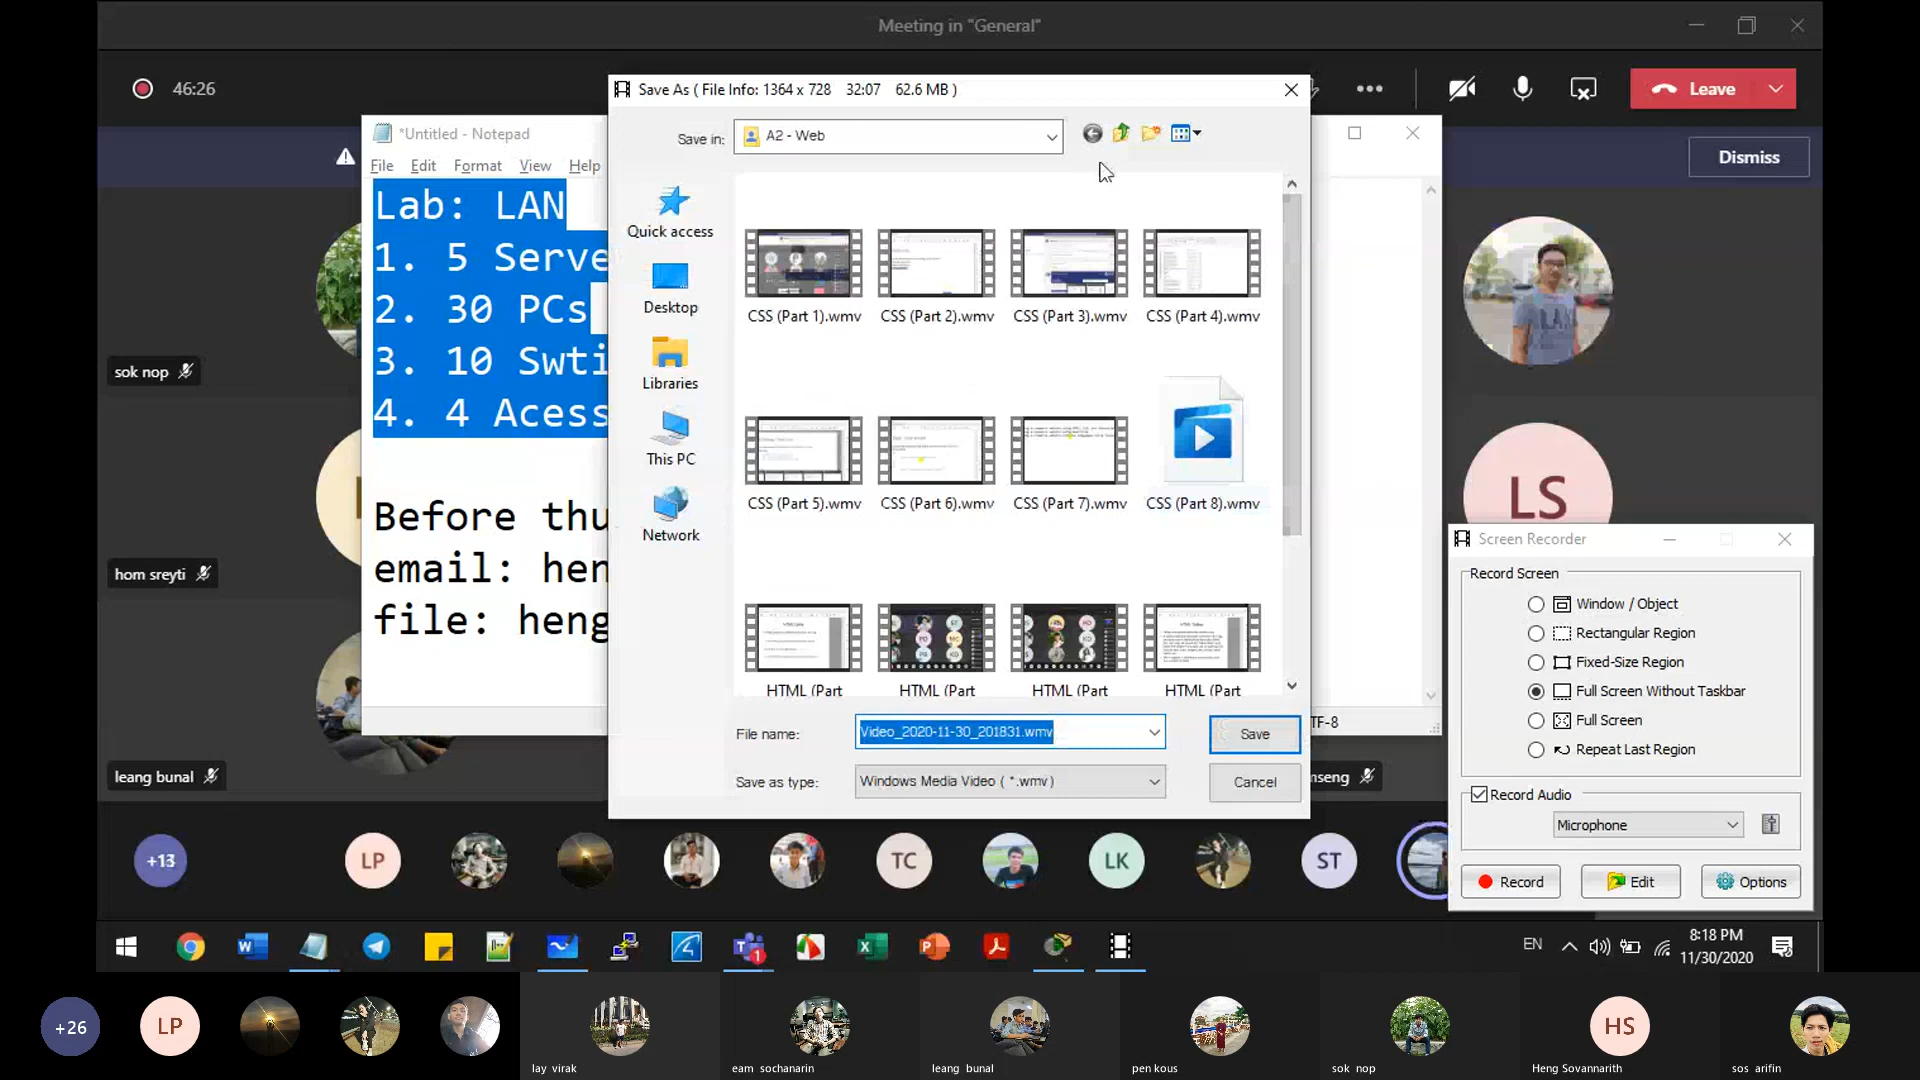 Meeting in "General"
46:26
Leave
Dismiss
*Untitled - Notepad
File Edit Format View Help
Lab: LAN
1. 5 Serve
2. 30 PCs
3. 10 Swti
4. 4 Acess
Before thu
email: hen
file: heng
TF-8
Save As ( File Info: 1364 x 728 32:07 62.6 MB )
Save in: A2 - Web
Quick access
Desktop
Libraries
This PC
Network
CSS (Part 1).wmv CSS (Part 2).wmv CSS (Part 3).wmv CSS (Part 4).wmv
CSS (Part 5).wmv CSS (Part 6).wmv CSS (Part 7).wmv CSS (Part 8).wmv
HTML (Part HTML (Part HTML (Part HTML (Part
File name: Video_2020-11-30_201831.wmv Save
Save as type: Windows Media Video ( *.wmv ) Cancel
sok nop
hom sreyti
leang bunal
nseng
LS
Screen Recorder
Record Screen
Window / Object
Rectangular Region
Fixed-Size Region
Full Screen Without Taskbar
Full Screen
Repeat Last Region
Record Audio
Microphone
Record Edit Options
+13 LP TC LK ST
EN 8:18 PM
11/30/2020
+26 LP HS
lay virak eam sochanarin leang bunal pen kous sok nop Heng Sovannarith sos arifin